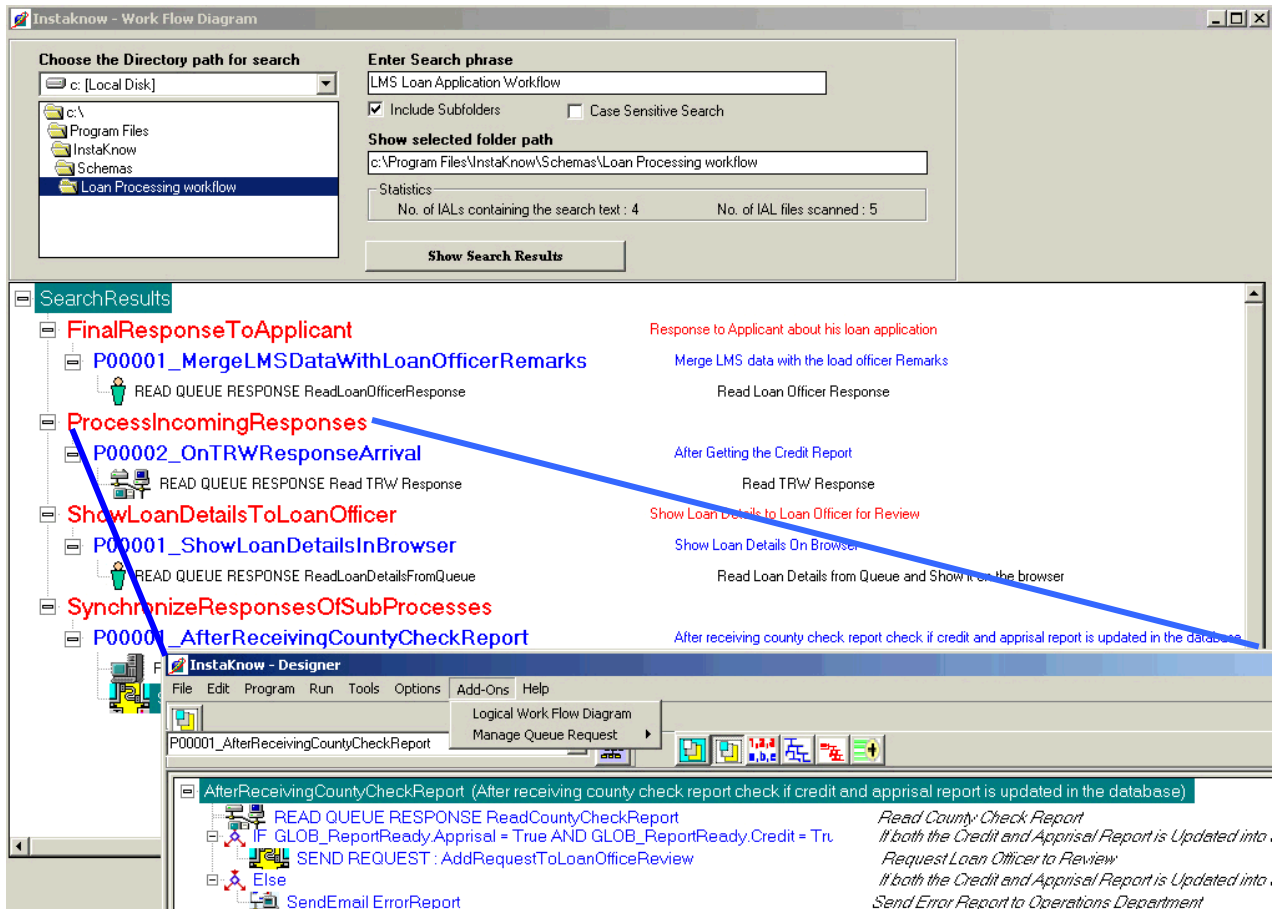 Instaknow - Work Flow Diagram
Choose the Directory path for search
c: [Local Disk]
c:\
Program Files
InstaKnow
Schemas
Loan Processing workflow
Enter Search phrase
LMS Loan Application Workflow
Include Subfolders Case Sensitive Search
Show selected folder path
c:\Program Files\InstaKnow\Schemas\Loan Processing workflow
Statistics
No. of IALs containing the search text : 4 No. of IAL files scanned : 5
Show Search Results
SearchResults
FinalResponseToApplicant Response to Applicant about his loan application
P00001_MergeLMSDataWithLoanOfficerRemarks Merge LMS data with the load officer Remarks
READ QUEUE RESPONSE ReadLoanOfficerResponse Read Loan Officer Response
ProcessIncomingResponses
P00002_OnTRWResponseArrival After Getting the Credit Report
READ QUEUE RESPONSE Read TRW Response Read TRW Response
ShowLoanDetailsToLoanOfficer Show Loan Details to Loan Officer for Review
P00001_ShowLoanDetailsInBrowser Show Loan Details On Browser
READ QUEUE RESPONSE ReadLoanDetailsFromQueue Read Loan Details from Queue and Show it on the browser
SynchronizeResponsesOfSubProcesses
P00001_AfterReceivingCountyCheckReport After receiving county check report check if credit and apprisal report is updated in the database
InstaKnow - Designer
File Edit Program Run Tools Options Add-Ons Help
Logical Work Flow Diagram
Manage Queue Request
P00001_AfterReceivingCountyCheckReport
AfterReceivingCountyCheckReport (After receiving county check report check if credit and apprisal report is updated in the database)
READ QUEUE RESPONSE ReadCountyCheckReport Read County Check Report
IF GLOB_ReportReady.Apprisal = True AND GLOB_ReportReady.Credit = Tru If both the Credit and Apprisal Report is Updated into
SEND REQUEST : AddRequestToLoanOfficeReview Request Loan Officer to Review
Else If both the Credit and Apprisal Report is Updated into
SendEmail ErrorReport Send Error Report to Operations Department